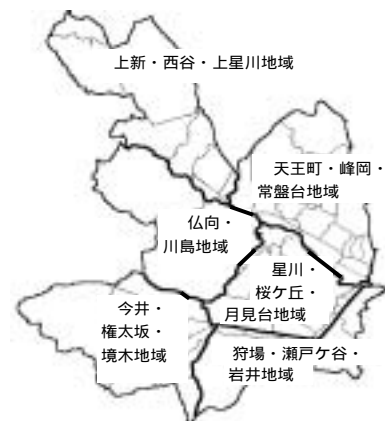 上新・西谷・上星川地域
天王町・峰岡・
常盤台地域
仏向・
川島地域
星川・
桜ケ丘・
月見台地域
今井・
権太坂・
境木地域
狩場・瀬戸ケ谷・
岩井地域